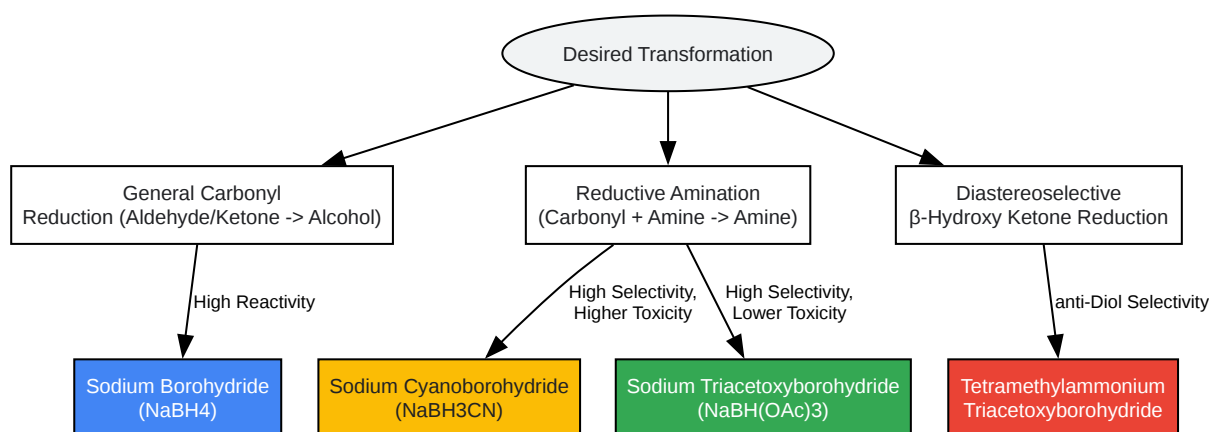 Desired Transformation
General Carbonyl
Reduction (Aldehyde/Ketone -> Alcohol)
Reductive Amination
(Carbonyl + Amine -> Amine)
Diastereoselective
β-Hydroxy Ketone Reduction
High Reactivity
High Selectivity,
Higher Toxicity
High Selectivity,
Lower Toxicity
anti-Diol Selectivity
Sodium Borohydride
(NaBH4)
Sodium Cyanoborohydride
(NaBH3CN)
Sodium Triacetoxyborohydride
(NaBH(OAc)3)
Tetramethylammonium
Triacetoxyborohydride